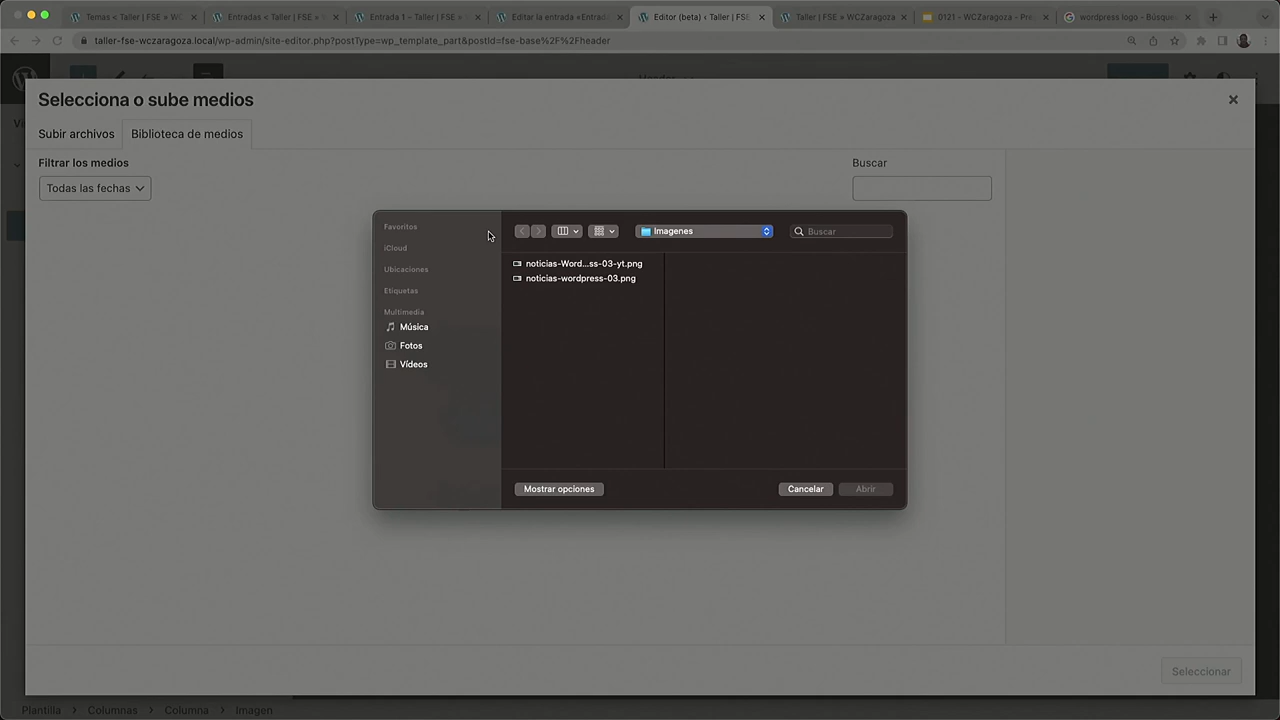 Temas < Taller | FSE » WC
Entradas < Taller | FSE »
Entrada 1 – Taller | FSE »
Editar la entrada «Entrad
Editor (beta) < Taller | FSE
Taller | FSE » WCZaragoza
0121 - WCZaragoza - Pre
wordpress logo - Búsque
taller-fse-wczaragoza.local/wp-admin/site-editor.php?postType=wp_template_part&postId=fse-base%2F%2Fheader
Selecciona o sube medios
Subir archivos
Biblioteca de medios
Filtrar los medios
Todas las fechas
Buscar
Favoritos
iCloud
Ubicaciones
Etiquetas
Multimedia
Música
Fotos
Vídeos
Imagenes
Buscar
noticias-Word...ss-03-yt.png
noticias-wordpress-03.png
Mostrar opciones
Cancelar
Abrir
Seleccionar
Plantilla > Columnas > Columna > Imagen